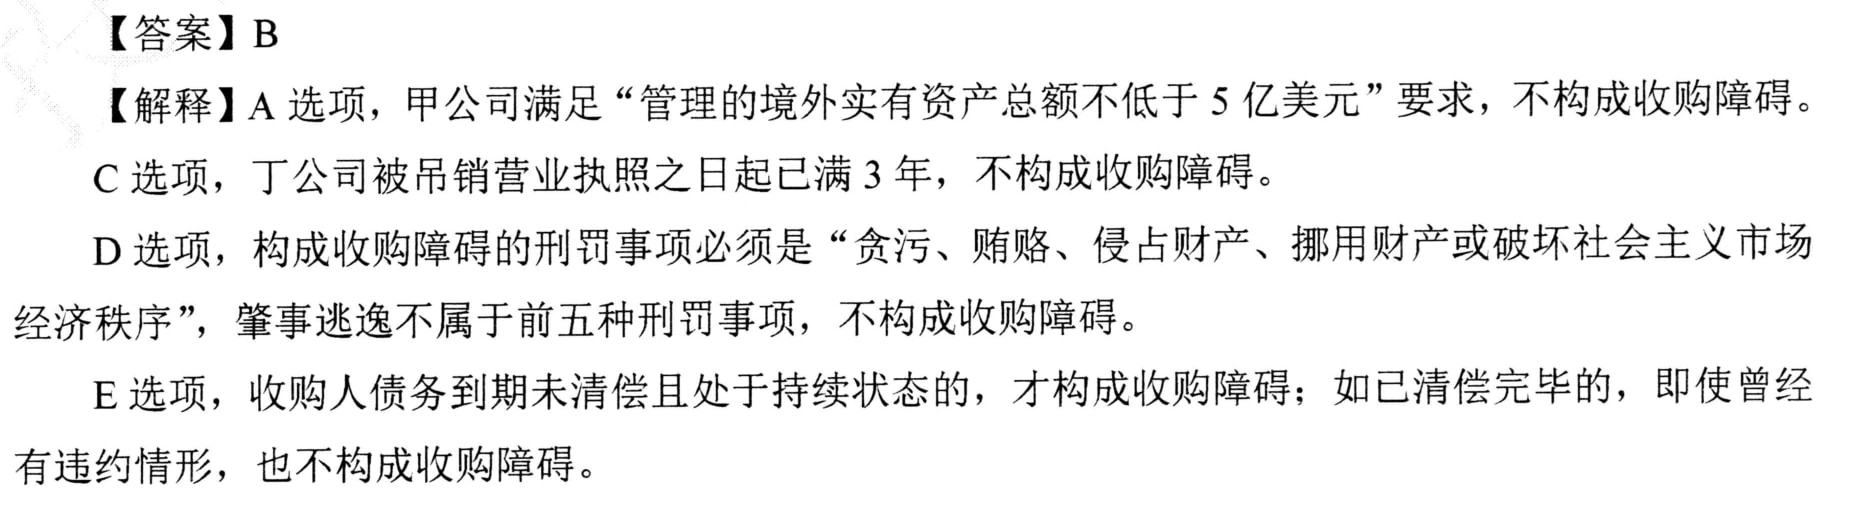 【答案】B
【解释】A 选项，甲公司满足“管理的境外实有资产总额不低于 5 亿美元”要求，不构成收购障碍。
C 选项，丁公司被吊销营业执照之日起已满 3 年，不构成收购障碍。
D 选项，构成收购障碍的刑罚事项必须是“贪污、贿赂、侵占财产、挪用财产或破坏社会主义市场
经济秩序”，肇事逃逸不属于前五种刑罚事项，不构成收购障碍。
E 选项，收购人债务到期未清偿且处于持续状态的，才构成收购障碍；如已清偿完毕的，即使曾经
有违约情形，也不构成收购障碍。